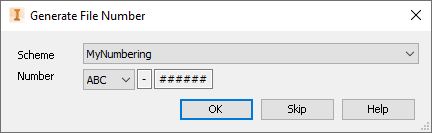 Generate File Number
Scheme MyNumbering
Number ABC - ######
OK Skip Help